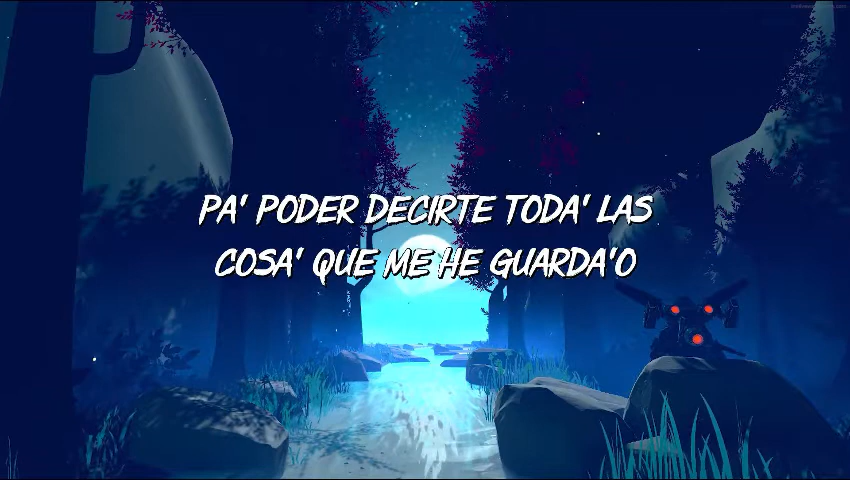 PA' PODER DECIRTE TODA' LAS
COSA' QUE ME HE GUARDA'O